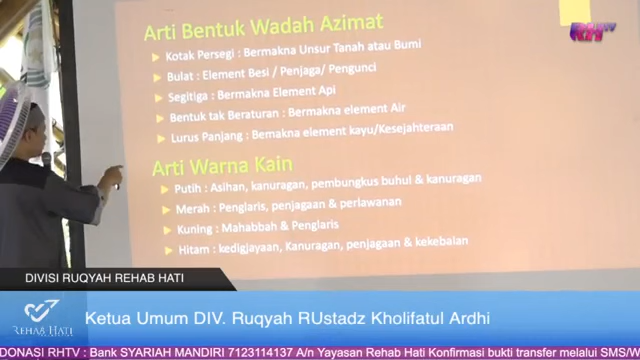 Arti Bentuk Wadah Azimat
Kotak Persegi : Bermakna Unsur Tanah atau Bumi
Bulat : Element Besi / Penjaga/ Pengunci
Segitiga : Bermakna Element Api
Bentuk tak Beraturan : Bermakna element Air
Lurus Panjang : Bemakna element kayu/Kesejahteraan
Arti Warna Kain
Putih : Asihan, kanuragan, pembungkus buhul & kanuragan
Merah : Penglaris, penjagaan & perlawanan
Kuning : Mahabbah & Penglaris
Hitam : kedigjayaan, Kanuragan, penjagaan & kekebalan
RHTV
DIVISI RUQYAH REHAB HATI
REHAB HATI
Ketua Umum DIV. Ruqyah RUstadz Kholifatul Ardhi
DONASI RHTV : Bank SYARIAH MANDIRI 7123114137 A/n Yayasan Rehab Hati Konfirmasi bukti transfer melalui SMS/W